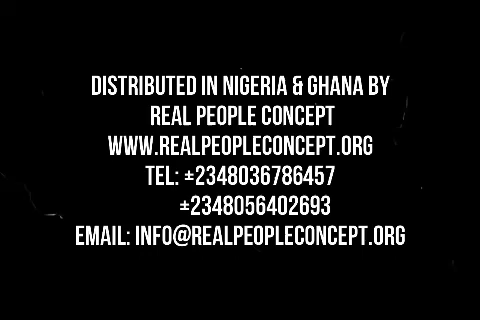 DISTRIBUTED IN NIGERIA & GHANA BY
REAL PEOPLE CONCEPT
WWW.REALPEOPLECONCEPT.ORG
TEL: +2348036786457
+2348056402693
EMAIL: INFO@REALPEOPLECONCEPT.ORG